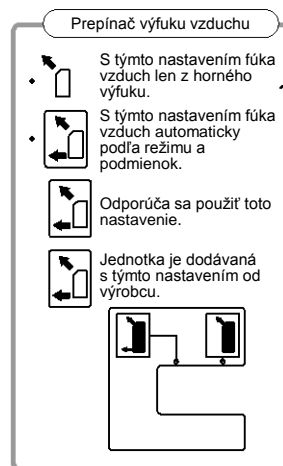 Prepínač výfuku vzduchu
S týmto nastavením fúka
vzduch len z horného
výfuku.
S týmto nastavením fúka
vzduch automaticky
podľa režimu a
podmienok.
Odporúča sa použiť toto
nastavenie.
Jednotka je dodávaná
s týmto nastavením od
výrobcu.